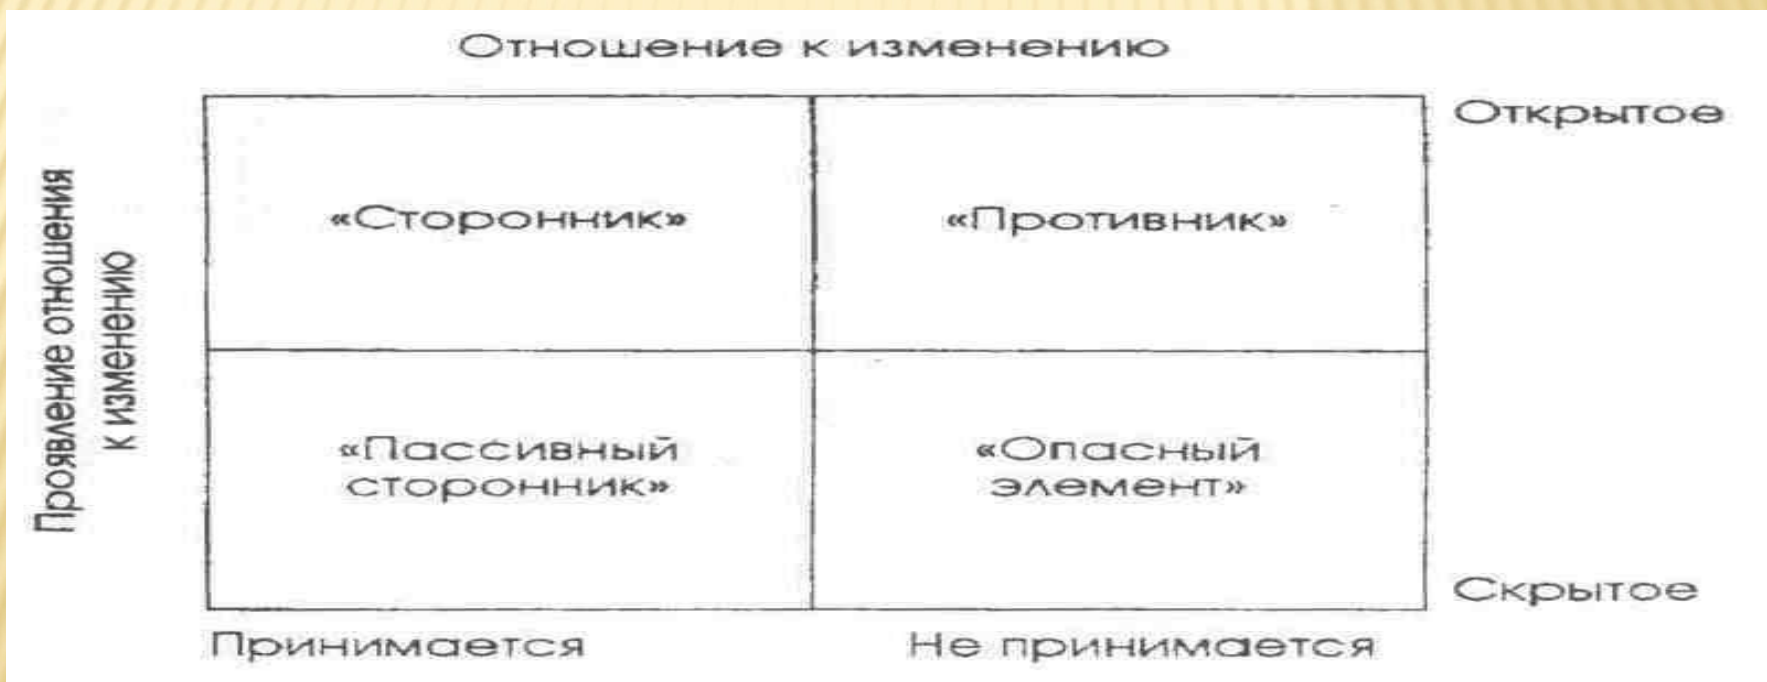 Отношение к изменению
Открытое
Проявление отношения
к изменению
«Сторонник»
«Противник»
«Пассивный
сторонник»
«Опасный
элемент»
Скрытое
Принимается
Не принимается